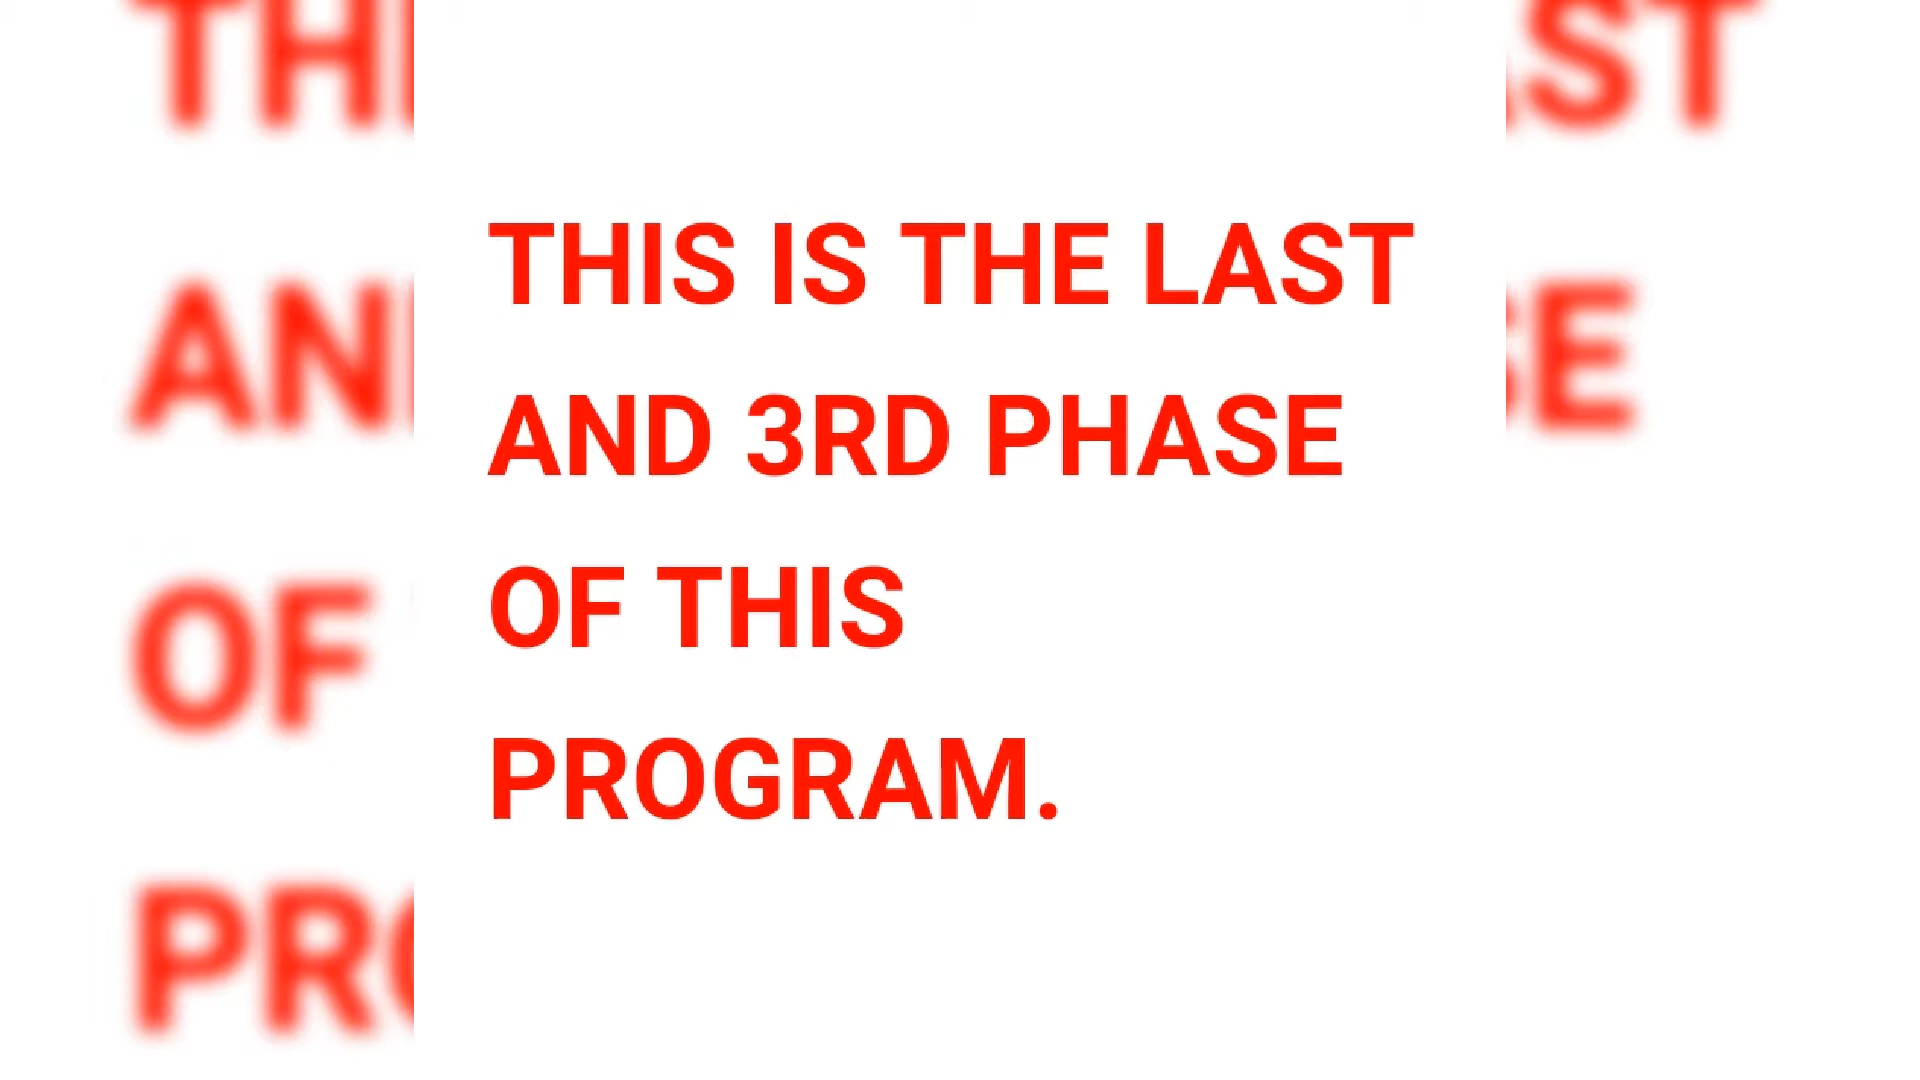 THIS IS THE LAST
AND 3RD PHASE
OF THIS
PROGRAM.